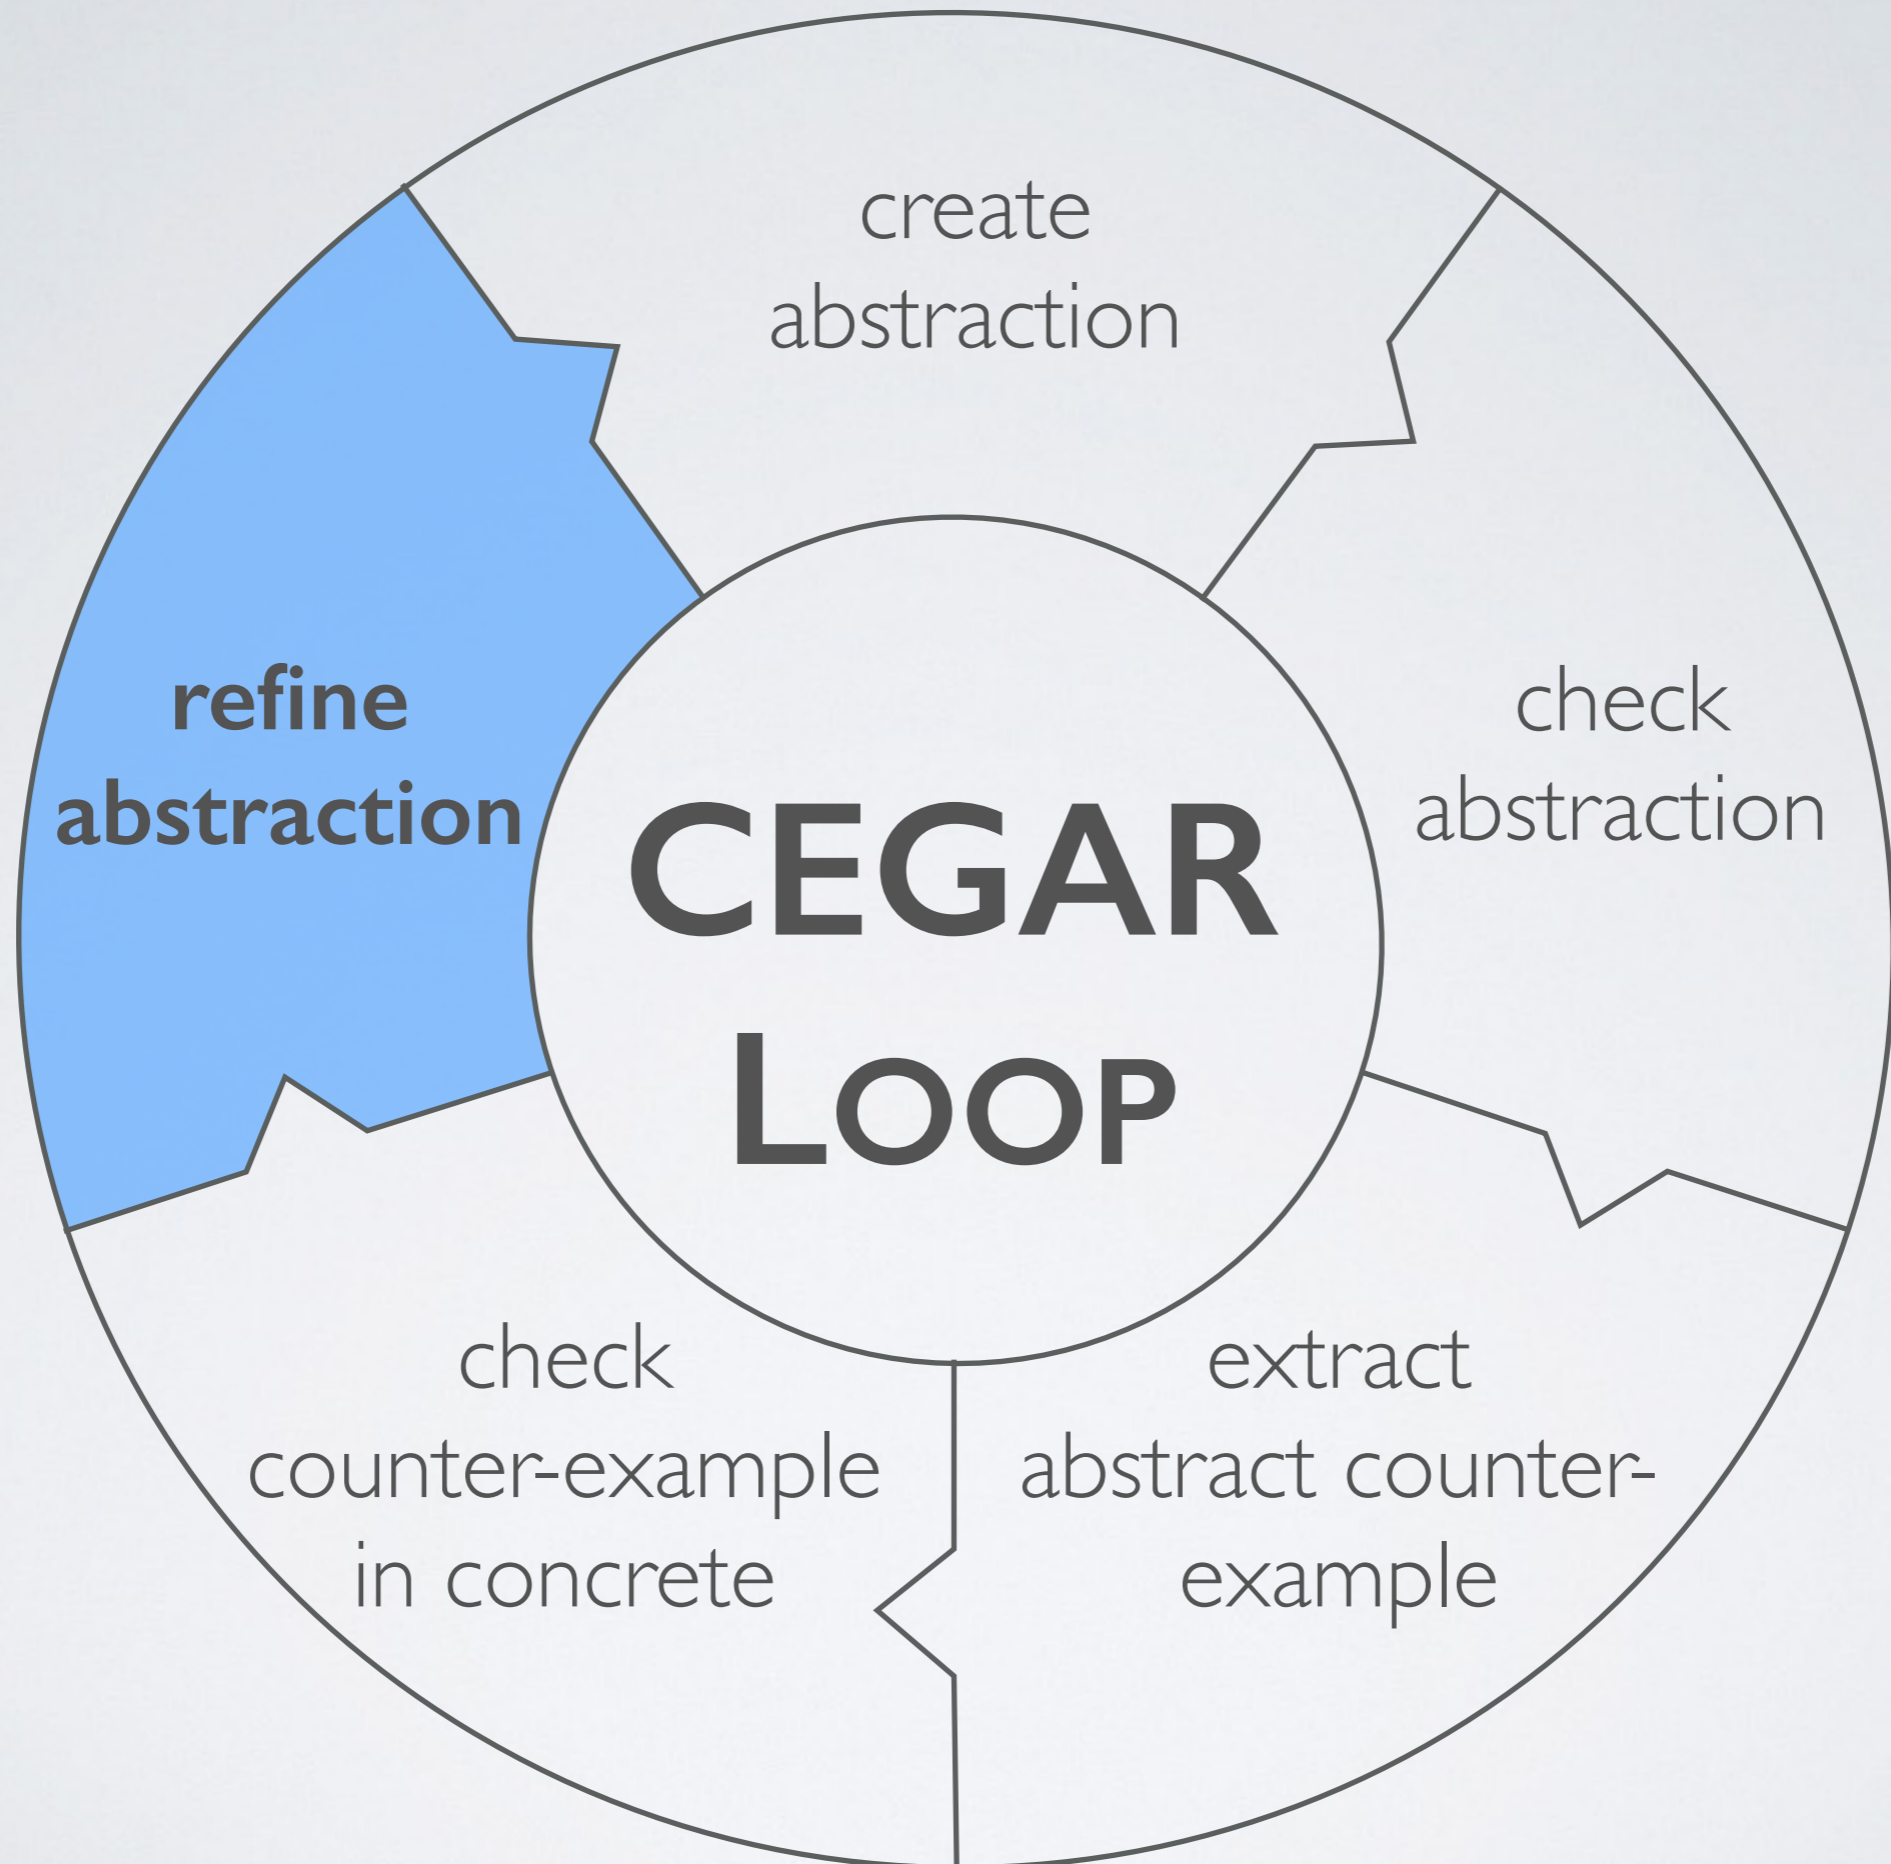 create
abstraction
check
abstraction
extract
abstract counter-
example
check
counter-example
in concrete
refine
abstraction
CEGAR
LOOP